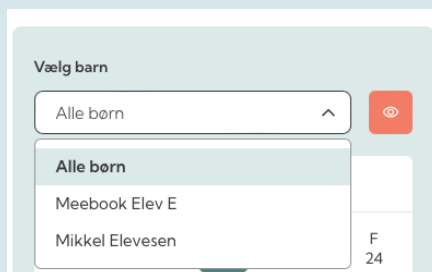 Vælg barn
Alle børn
Alle børn
Meebook Elev E
Mikkel Elevesen
F
24